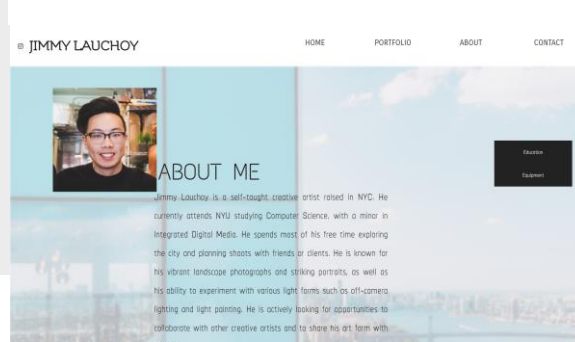 JIMMY LAUCHOY
HOME PORTFOLIO ABOUT CONTACT
Education
Equipment
ABOUT ME
Jimmy Lauchoy is a self-taught creative artist raised in NYC. He
currently attends NYU studying Computer Science, with a minor in
Integrated Digital Media. He spends most of his free time exploring
the city and planning shoots with friends or clients. He is known for
his vibrant landscape photographs and striking portraits, as well as
his ability to experiment with various light forms such as off-camera
lighting and light painting. He is actively looking for opportunities to
collaborate with other creative artists and to share his art form with